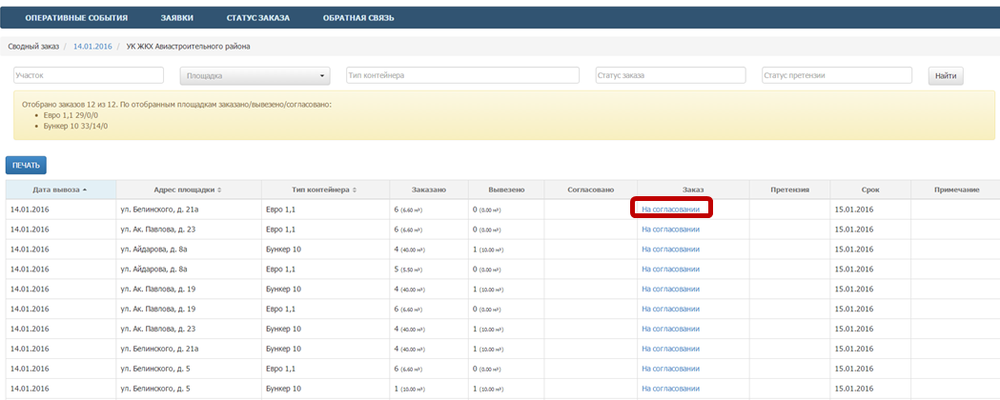 ОПЕРАТИВНЫЕ СОБЫТИЯ ЗАЯВКИ СТАТУС ЗАКАЗА ОБРАТНАЯ СВЯЗЬ
Сводный заказ / 14.01.2016 / УК ЖКХ Авиастроительного района
Участок Площадка Тип контейнера Статус заказа Статус претензии Найти
Отобрано заказов 12 из 12. По отобранным площадкам заказано/вывезено/согласовано:
• Евро 1,1 29/0/0
• Бункер 10 33/14/0
ПЕЧАТЬ
Дата вывоза Адрес площадки Тип контейнера Заказано Вывезено Согласовано Заказ Претензия Срок Примечание
14.01.2016 ул. Белинского, д. 21а Евро 1,1 6 (6.60 м³) 0 (0.00 м³) На согласовании 15.01.2016
14.01.2016 ул. Ак. Павлова, д. 23 Евро 1,1 6 (6.60 м³) 0 (0.00 м³) На согласовании 15.01.2016
14.01.2016 ул. Айдарова, д. 8а Бункер 10 4 (40.00 м³) 1 (10.00 м³) На согласовании 15.01.2016
14.01.2016 ул. Айдарова, д. 8а Евро 1,1 5 (5.50 м³) 0 (0.00 м³) На согласовании 15.01.2016
14.01.2016 ул. Ак. Павлова, д. 19 Бункер 10 4 (40.00 м³) 1 (10.00 м³) На согласовании 15.01.2016
14.01.2016 ул. Ак. Павлова, д. 19 Евро 1,1 6 (6.60 м³) 0 (0.00 м³) На согласовании 15.01.2016
14.01.2016 ул. Ак. Павлова, д. 23 Бункер 10 4 (40.00 м³) 1 (10.00 м³) На согласовании 15.01.2016
14.01.2016 ул. Белинского, д. 21а Бункер 10 4 (40.00 м³) 1 (10.00 м³) На согласовании 15.01.2016
14.01.2016 ул. Белинского, д. 5 Евро 1,1 6 (6.60 м³) 0 (0.00 м³) На согласовании 15.01.2016
14.01.2016 ул. Белинского, д. 5 Бункер 10 1 (10.00 м³) 1 (10.00 м³) На согласовании 15.01.2016